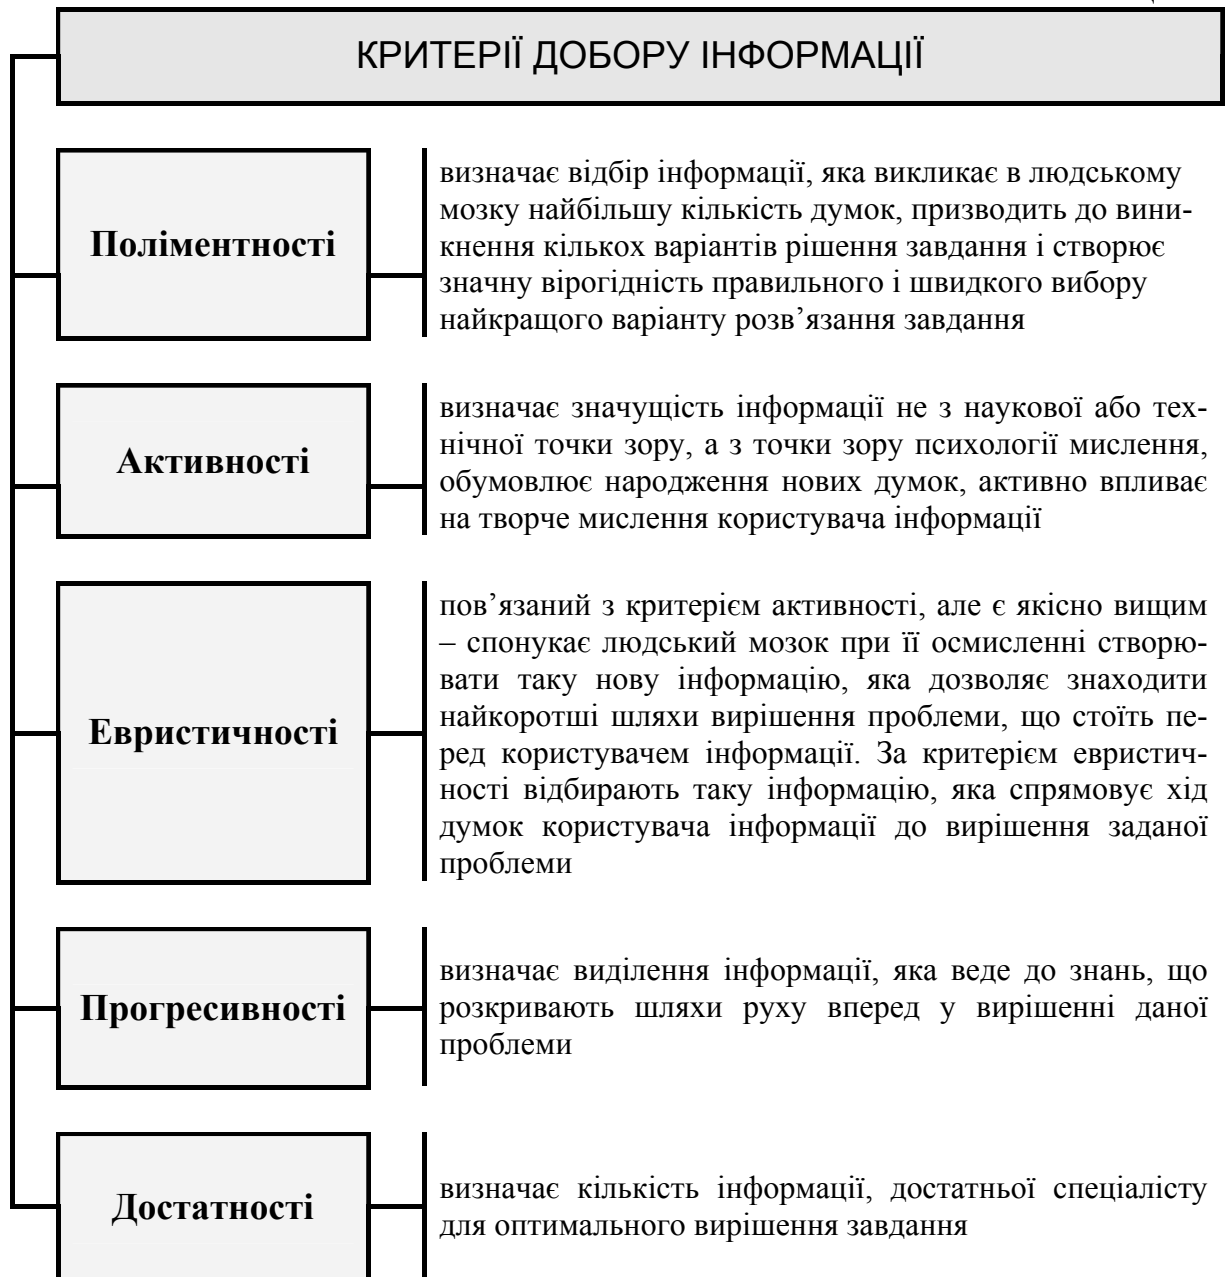 КРИТЕРІЇ ДОБОРУ ІНФОРМАЦІЇ
Поліментності
визначає відбір інформації, яка викликає в людському
мозку найбільшу кількість думок, призводить до вини-
кнення кількох варіантів рішення завдання і створює
значну вірогідність правильного і швидкого вибору
найкращого варіанту розв’язання завдання
Активності
визначає значущість інформації не з наукової або тех-
нічної точки зору, а з точки зору психології мислення,
обумовлює народження нових думок, активно впливає
на творче мислення користувача інформації
Евристичності
пов’язаний з критерієм активності, але є якісно вищим
– спонукає людський мозок при її осмисленні створю-
вати таку нову інформацію, яка дозволяє знаходити
найкоротші шляхи вирішення проблеми, що стоїть пе-
ред користувачем інформації. За критерієм евристич-
ності відбирають таку інформацію, яка спрямовує хід
думок користувача інформації до вирішення заданої
проблеми
Прогресивності
визначає виділення інформації, яка веде до знань, що
розкривають шляхи руху вперед у вирішенні даної
проблеми
Достатності
визначає кількість інформації, достатньої спеціалісту
для оптимального вирішення завдання